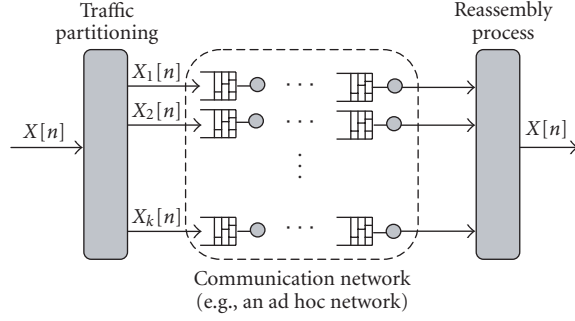 Traffic
partitioning
Reassembly
process
X[n]
X₁[n]
X₂[n]
Xₖ[n]
X[n]
Communication network
(e.g., an ad hoc network)